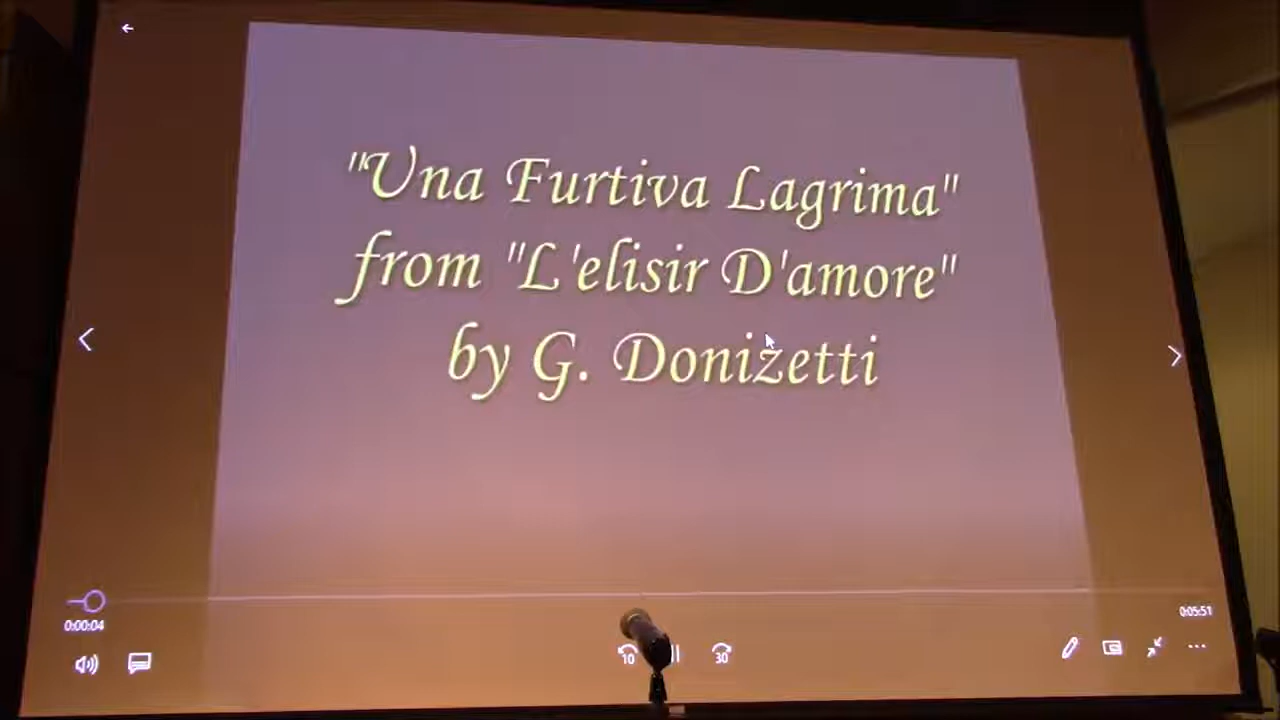 "Una Furtiva Lagrima"
from "L'elisir D'amore"
by G. Donizetti
0:00:04
0:05:51
10
30